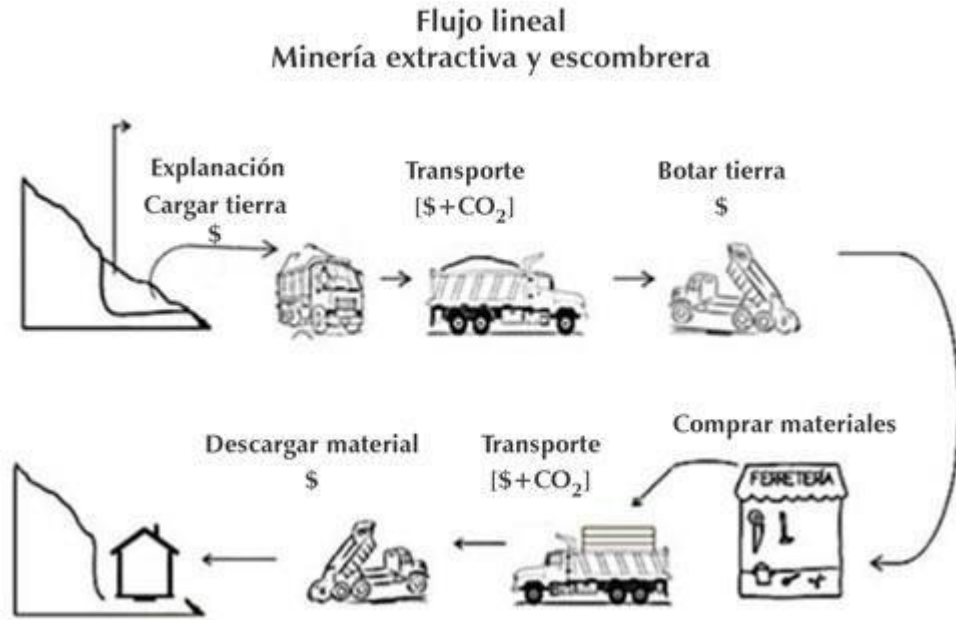 Flujo lineal
Minería extractiva y escombrera
Explanación
Cargar tierra
$
Transporte
[$+CO₂]
Botar tierra
$
Comprar materiales
FERRETERÍA
Transporte
[$+CO₂]
Descargar material
$